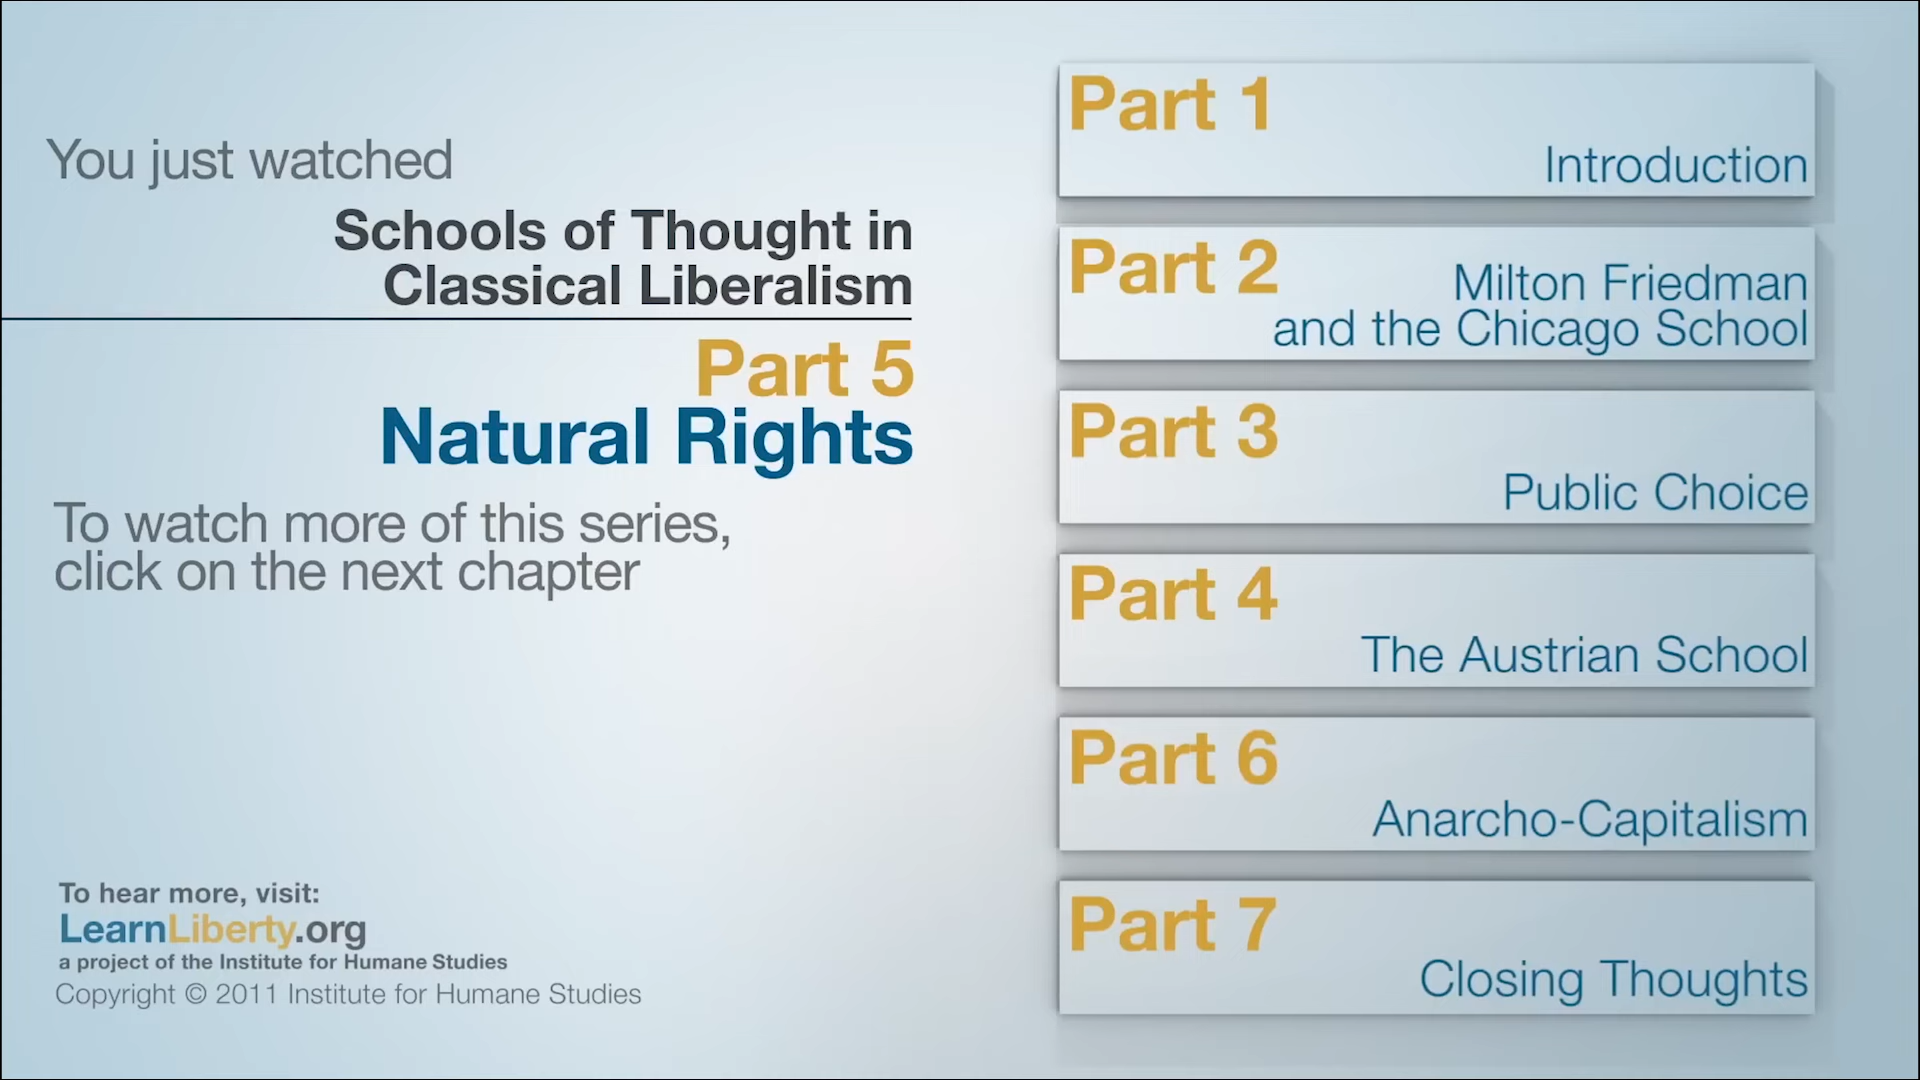 You just watched
Schools of Thought in
Classical Liberalism
Part 5
Natural Rights
To watch more of this series,
click on the next chapter
To hear more, visit:
LearnLiberty.org
a project of the Institute for Humane Studies
Copyright © 2011 Institute for Humane Studies
Part 1
Introduction
Part 2
Milton Friedman
and the Chicago School
Part 3
Public Choice
Part 4
The Austrian School
Part 6
Anarcho-Capitalism
Part 7
Closing Thoughts